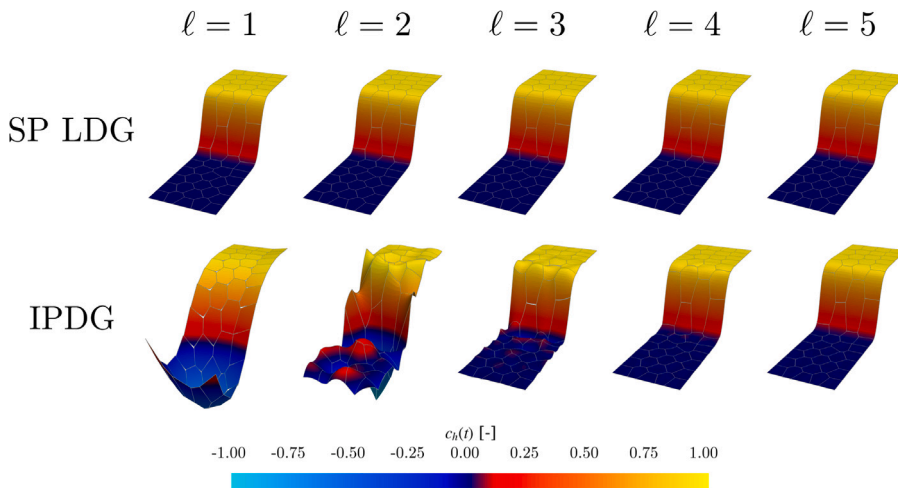 ℓ = 1 ℓ = 2 ℓ = 3 ℓ = 4 ℓ = 5
SP LDG
IPDG
c_h(t) [-]
-1.00 -0.75 -0.50 -0.25 0.00 0.25 0.50 0.75 1.00